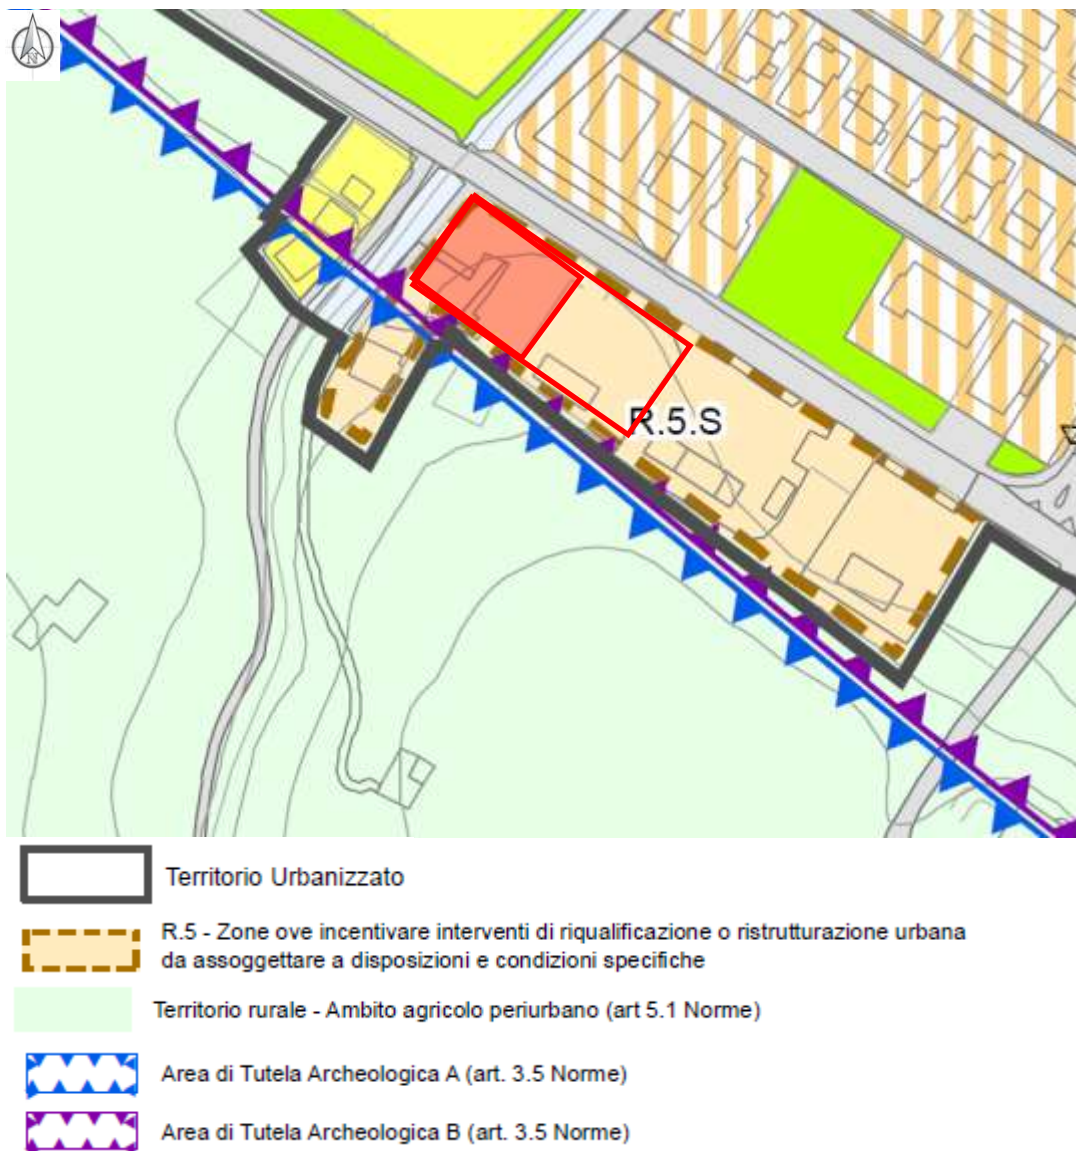 N
R.5.S
Territorio Urbanizzato
R.5 - Zone ove incentivare interventi di riqualificazione o ristrutturazione urbana
da assoggettare a disposizioni e condizioni specifiche
Territorio rurale - Ambito agricolo periurbano (art 5.1 Norme)
Area di Tutela Archeologica A (art. 3.5 Norme)
Area di Tutela Archeologica B (art. 3.5 Norme)